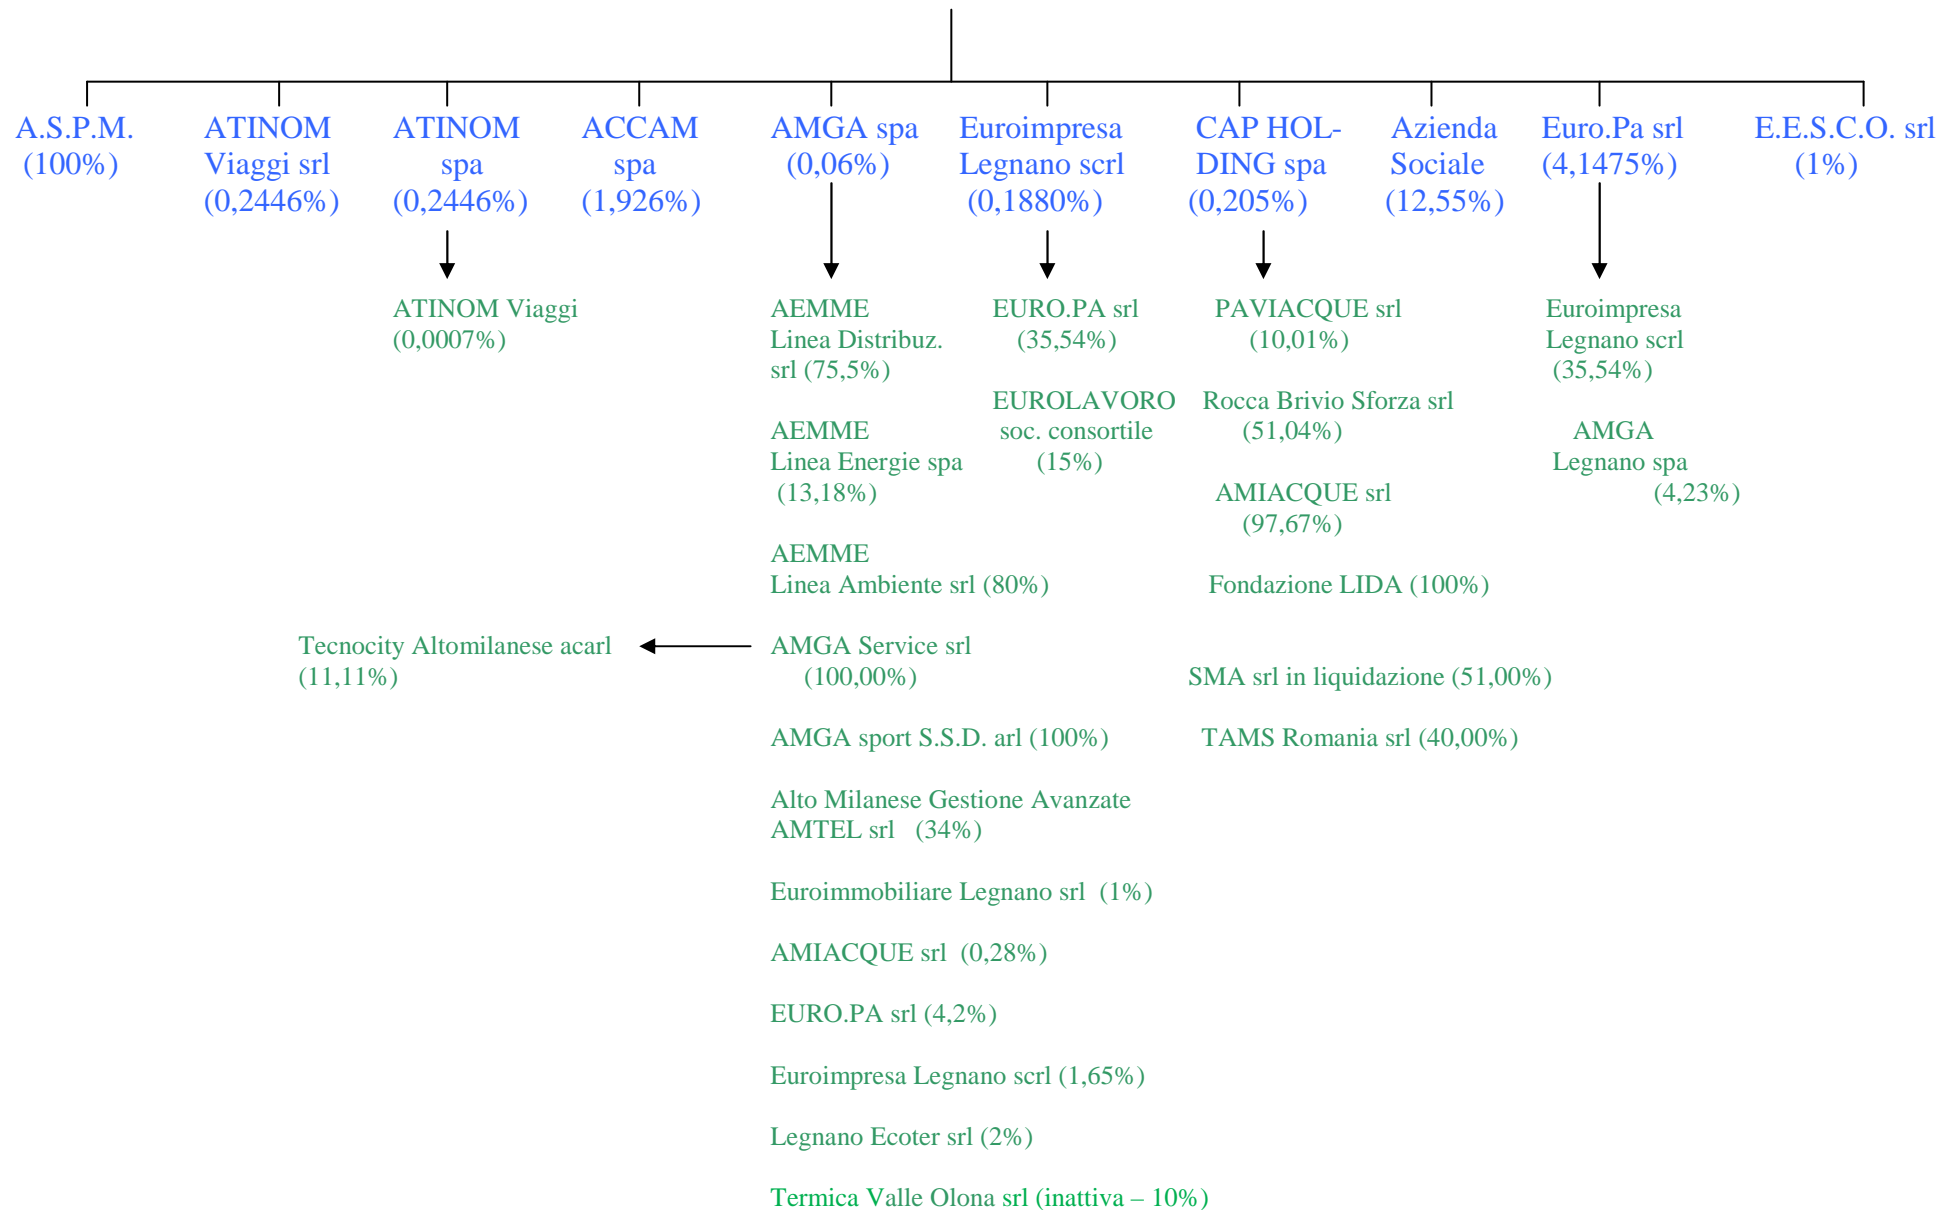 A.S.P.M.
(100%)
ATINOM
Viaggi srl
(0,2446%)
ATINOM
spa
(0,2446%)
ACCAM
spa
(1,926%)
AMGA spa
(0,06%)
Euroimpresa
Legnano scrl
(0,1880%)
CAP HOL-
DING spa
(0,205%)
Azienda
Sociale
(12,55%)
Euro.Pa srl
(4,1475%)
E.E.S.C.O. srl
(1%)
ATINOM Viaggi
(0,0007%)
AEMME
Linea Distribuz.
srl (75,5%)
AEMME
Linea Energie spa
(13,18%)
AEMME
Linea Ambiente srl (80%)
AMGA Service srl
(100,00%)
Tecnocity Altomilanese acarl
(11,11%)
AMGA sport S.S.D. arl (100%)
Alto Milanese Gestione Avanzate
AMTEL srl (34%)
Euroimmobiliare Legnano srl (1%)
AMIACQUE srl (0,28%)
EURO.PA srl (4,2%)
Euroimpresa Legnano scrl (1,65%)
Legnano Ecoter srl (2%)
Termica Valle Olona srl (inattiva – 10%)
EURO.PA srl
(35,54%)
EUROLAVORO
soc. consortile
(15%)
PAVIACQUE srl
(10,01%)
Rocca Brivio Sforza srl
(51,04%)
AMIACQUE srl
(97,67%)
Fondazione LIDA (100%)
SMA srl in liquidazione (51,00%)
TAMS Romania srl (40,00%)
Euroimpresa
Legnano scrl
(35,54%)
AMGA
Legnano spa
(4,23%)